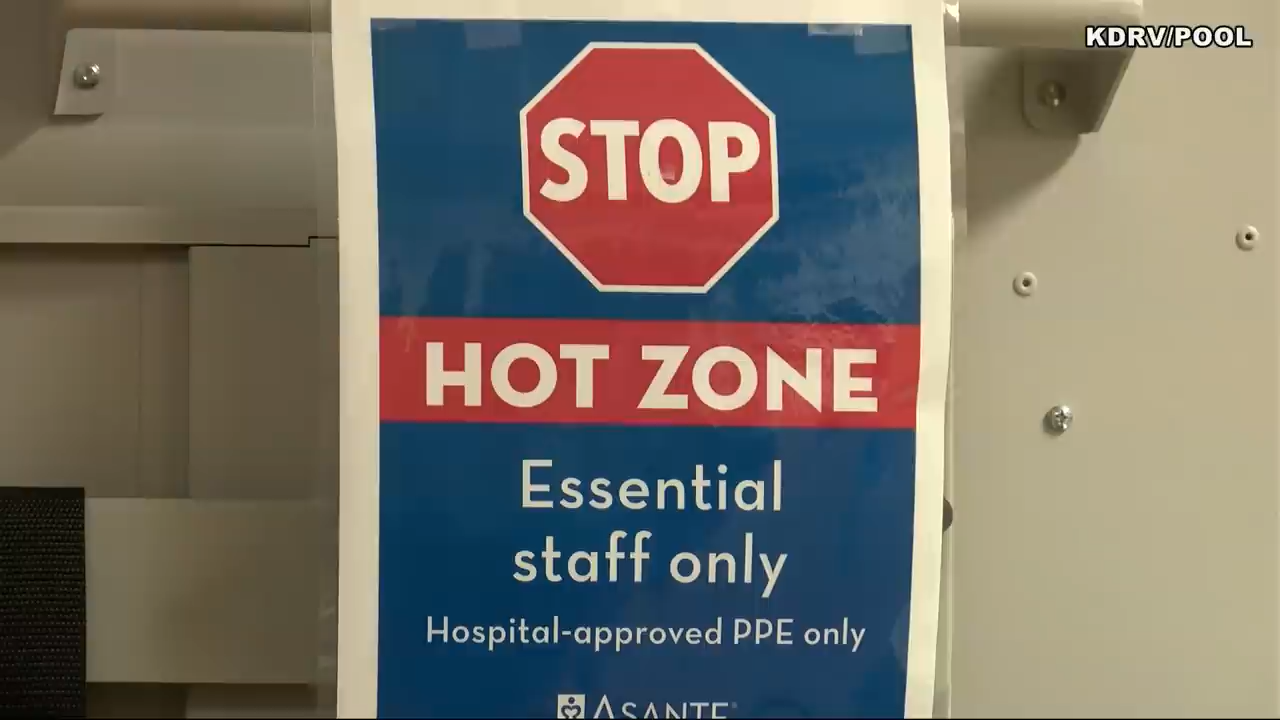 KDRV/POOL
STOP
HOT ZONE
Essential
staff only
Hospital-approved PPE only
ASANTE®